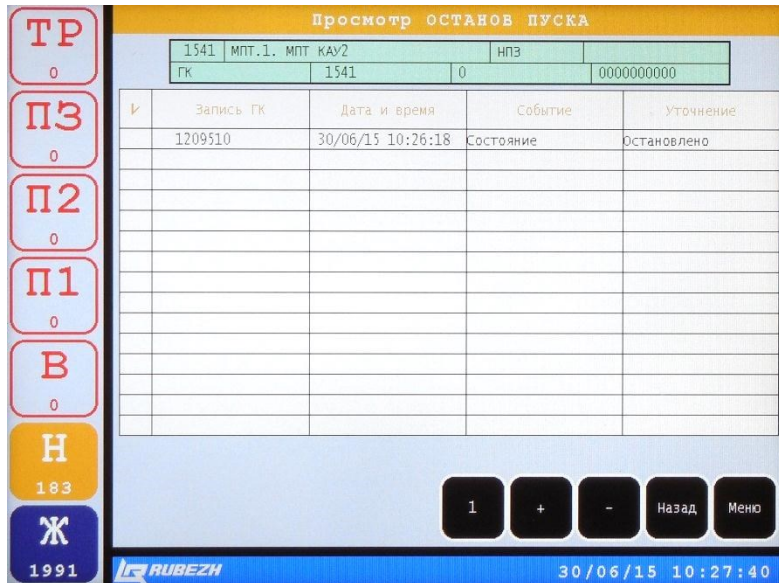 Просмотр ОСТАНОВ ПУСКА
ТР
0
ПЗ
0
П2
0
П1
0
В
0
Н
183
Ж
1991
1541 МПТ.1. МПТ КАУ2 НПЗ
ГК 1541 0 0000000000
V Запись ГК Дата и время Событие Уточнение
1209510 30/06/15 10:26:18 Состояние Остановлено
1 + - Назад Меню
RUBEZH 30/06/15 10:27:40